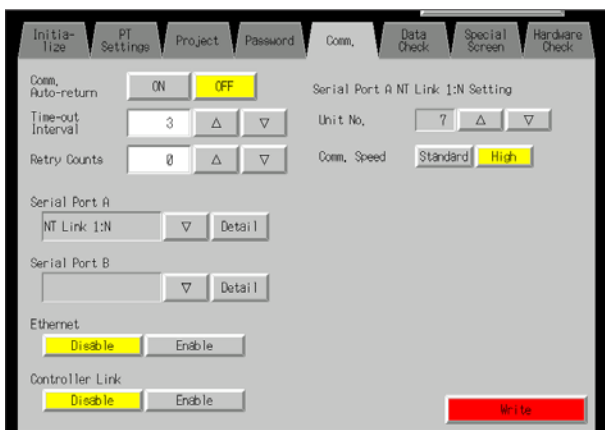 Initia-
lize
PT
Settings
Project
Password
Comm.
Data
Check
Special
Screen
Hardware
Check
Comm.
Auto-return
ON
OFF
Serial Port A NT Link 1:N Setting
Time-out
Interval
3
△
▽
Unit No.
7
△
▽
Retry Counts
0
△
▽
Comm. Speed
Standard
High
Serial Port A
NT Link 1:N
▽
Detail
Serial Port B
▽
Detail
Ethernet
Disable
Enable
Controller Link
Disable
Enable
Write